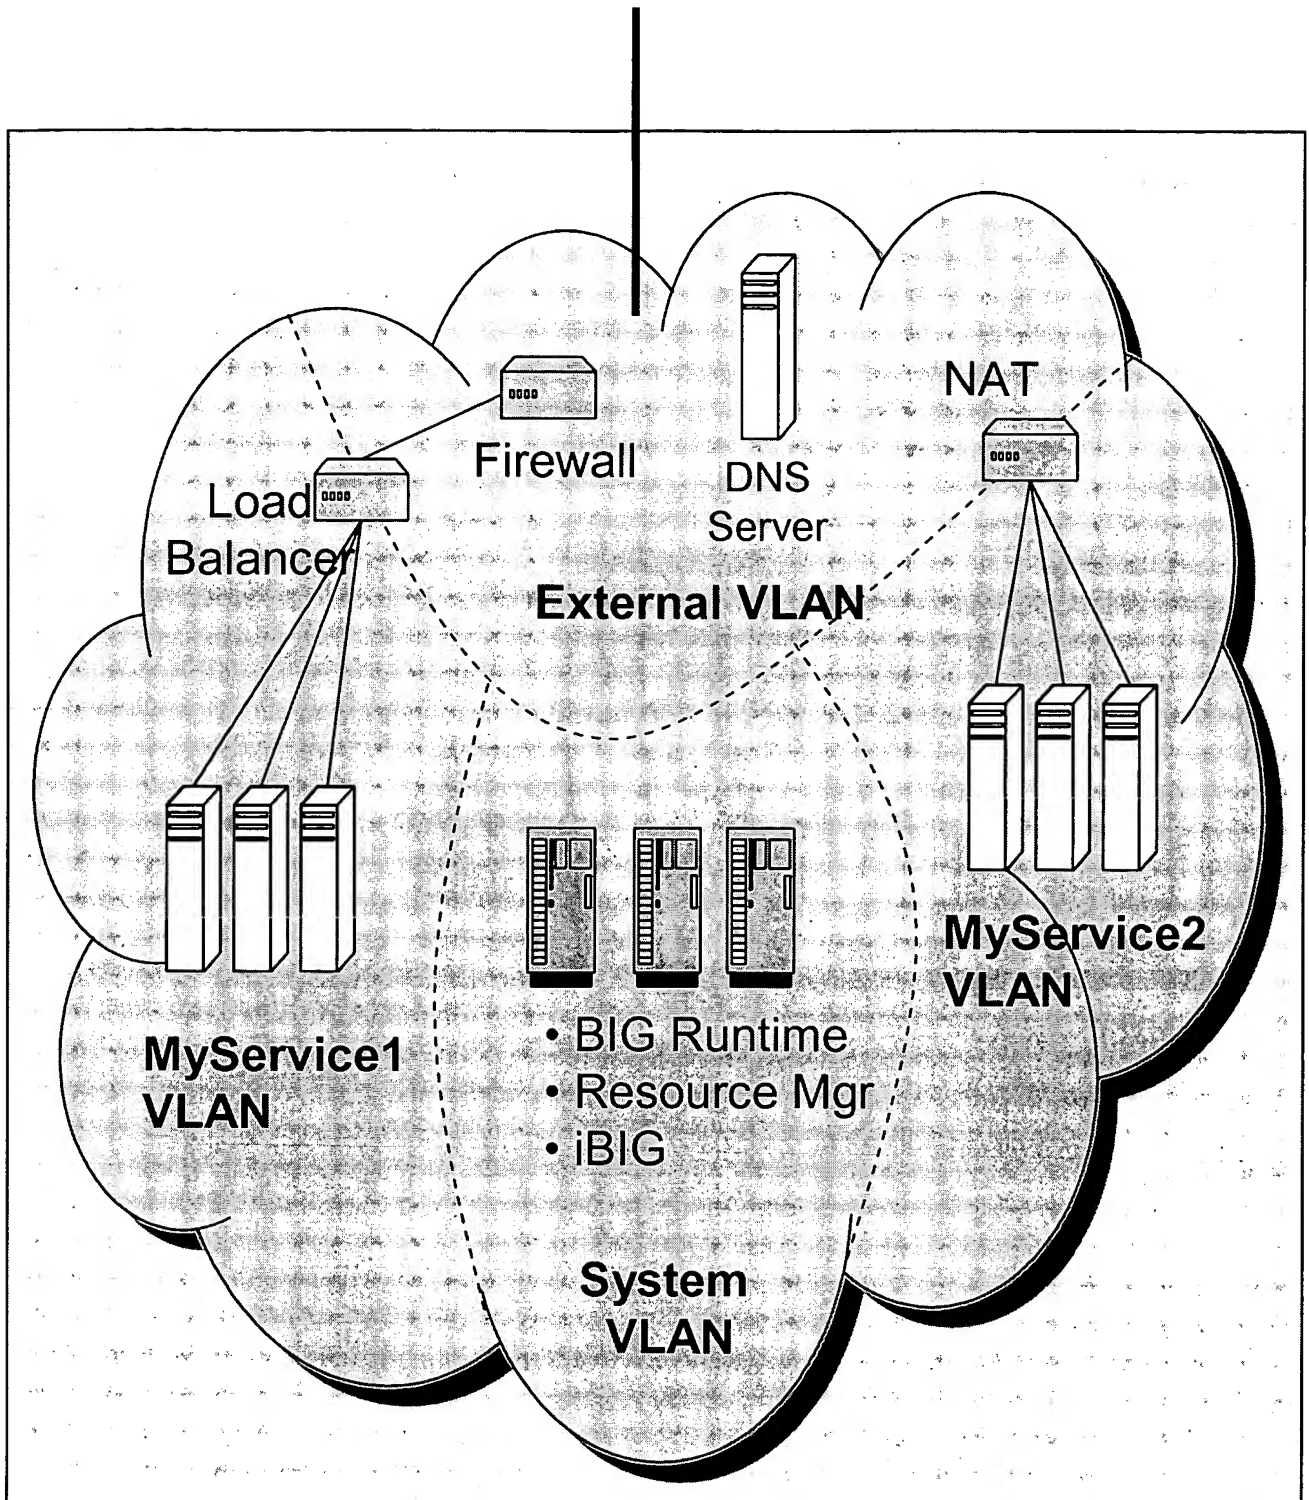 NAT
Firewall
DNS
Server
Load
Balancer
External VLAN
MyService2
VLAN
• BIG Runtime
• Resource Mgr
• iBIG
MyService1
VLAN
System
VLAN